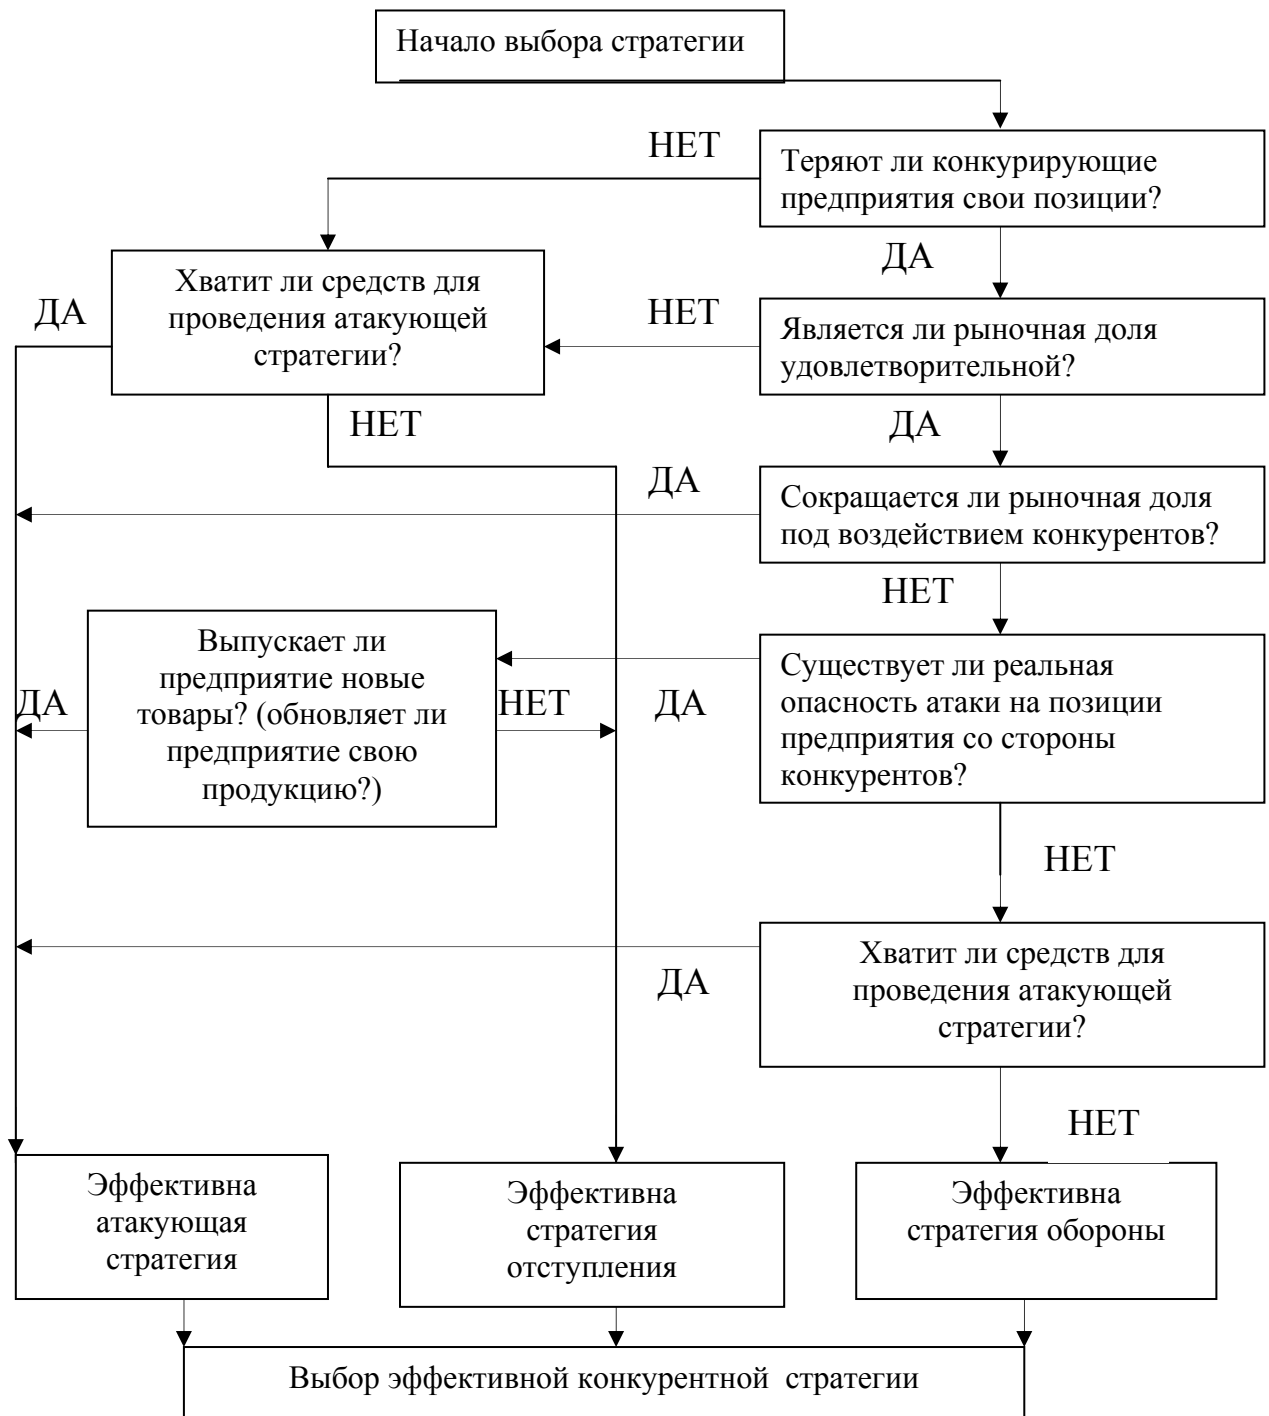 Начало выбора стратегии
НЕТ
Теряют ли конкурирующие
предприятия свои позиции?
ДА
Хватит ли средств для
проведения атакующей
стратегии?
ДА
НЕТ
Является ли рыночная доля
удовлетворительной?
НЕТ
ДА
ДА
Сокращается ли рыночная доля
под воздействием конкурентов?
НЕТ
Выпускает ли
предприятие новые
товары? (обновляет ли
предприятие свою
продукцию?)
ДА
НЕТ
ДА
Существует ли реальная
опасность атаки на позиции
предприятия со стороны
конкурентов?
НЕТ
Хватит ли средств для
проведения атакующей
стратегии?
ДА
НЕТ
Эффективна
атакующая
стратегия
Эффективна
стратегия
отступления
Эффективна
стратегия обороны
Выбор эффективной конкурентной  стратегии